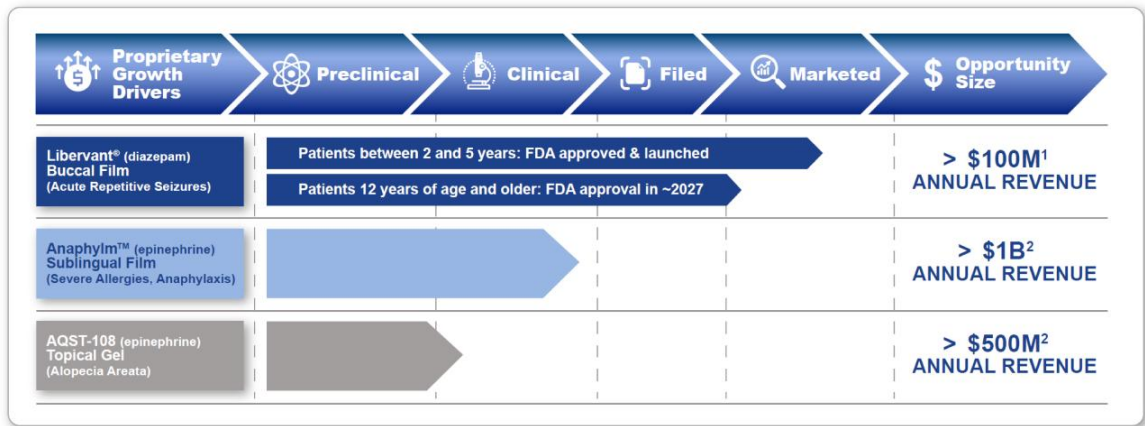 Proprietary
Growth
Drivers
Preclinical
Clinical
Filed
Marketed
$ Opportunity
Size
Libervant® (diazepam)
Buccal Film
(Acute Repetitive Seizures)
Patients between 2 and 5 years: FDA approved & launched
Patients 12 years of age and older: FDA approval in ~2027
> $100M¹
ANNUAL REVENUE
Anaphylm™ (epinephrine)
Sublingual Film
(Severe Allergies, Anaphylaxis)
> $1B²
ANNUAL REVENUE
AQST-108 (epinephrine)
Topical Gel
(Alopecia Areata)
> $500M²
ANNUAL REVENUE